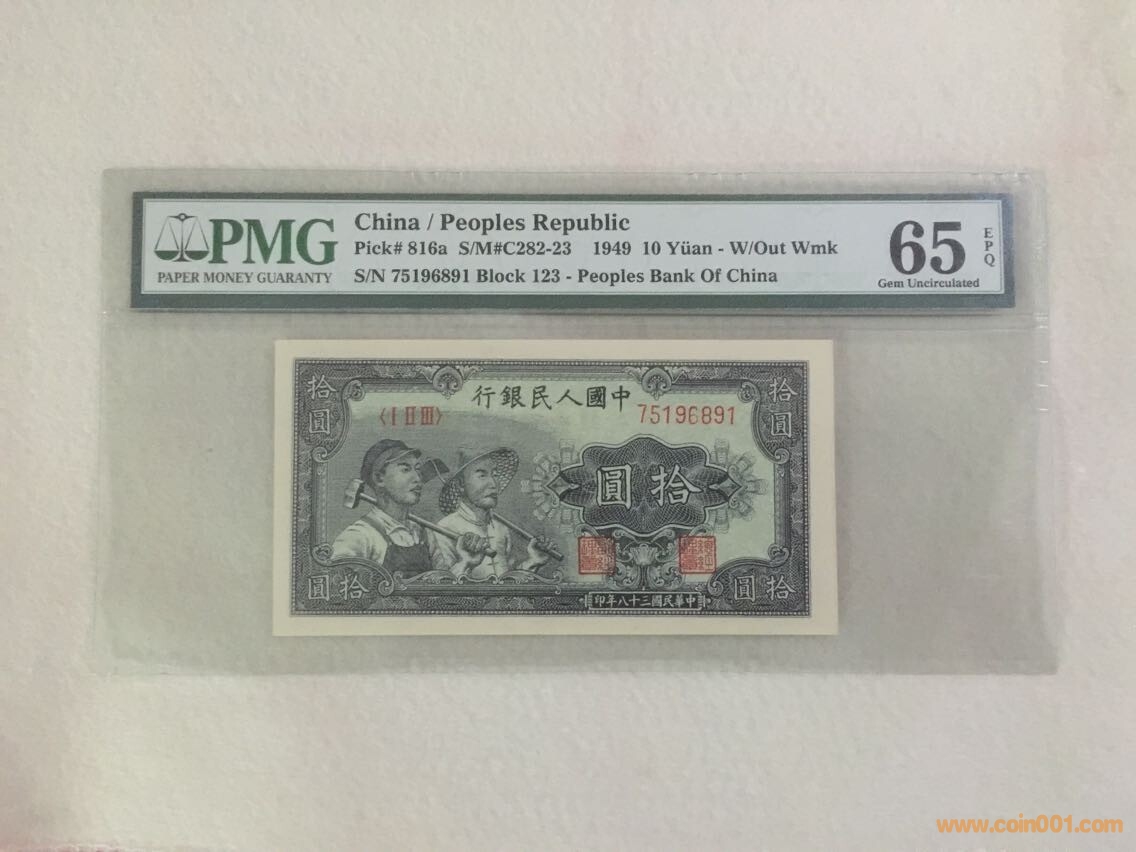 PMG
PAPER MONEY GUARANTY
China / Peoples Republic
Pick# 816a S/M#C282-23 1949 10 Yüan - W/Out Wmk
S/N 75196891 Block 123 - Peoples Bank Of China
65
EPQ
Gem Uncirculated
行銀民人國中
拾圓
拾圓
〈I II III〉
75196891
圓拾
圓拾
圓拾
印年八十三國民華中
www.coin001.com